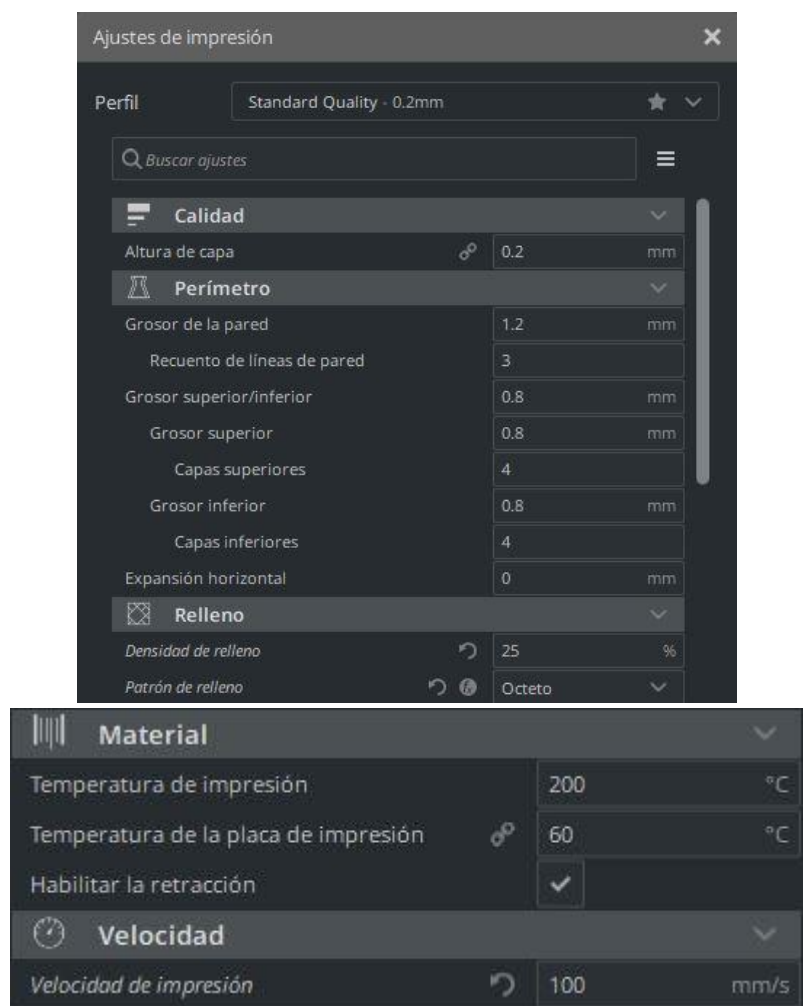 Ajustes de impresión
Perfil Standard Quality - 0.2mm
Buscar ajustes
Calidad
Altura de capa 0.2 mm
Perímetro
Grosor de la pared 1.2 mm
Recuento de líneas de pared 3
Grosor superior/inferior 0.8 mm
Grosor superior 0.8 mm
Capas superiores 4
Grosor inferior 0.8 mm
Capas inferiores 4
Expansión horizontal 0 mm
Relleno
Densidad de relleno 25 %
Patrón de relleno Octeto
Material
Temperatura de impresión 200 °C
Temperatura de la placa de impresión 60 °C
Habilitar la retracción
Velocidad
Velocidad de impresión 100 mm/s